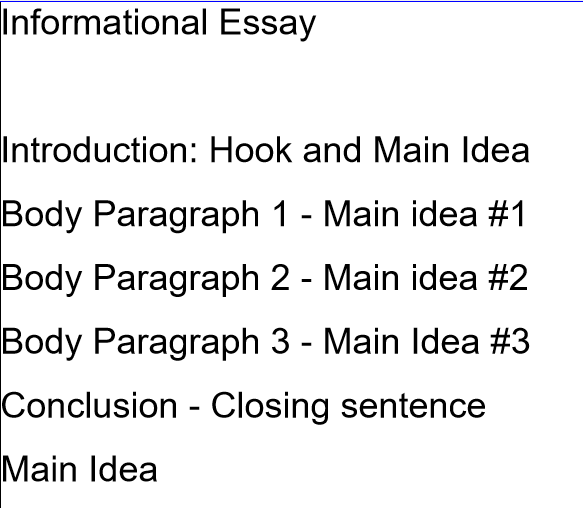 Informational Essay
Introduction: Hook and Main Idea
Body Paragraph 1 - Main idea #1
Body Paragraph 2 - Main idea #2
Body Paragraph 3 - Main Idea #3
Conclusion - Closing sentence
Main Idea